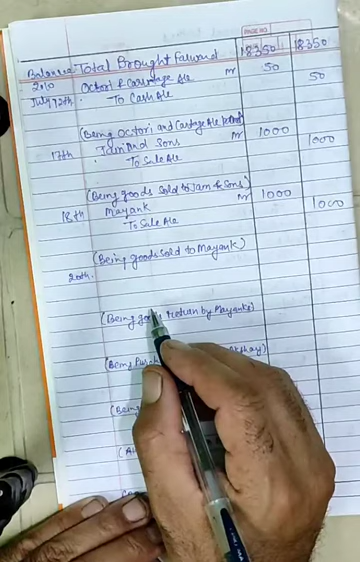 PAGE NO
Balance Total Brought Forward 18350 18350
2010 Octori & Carriage A/c Dr 50
July 12th To Cash A/c 50
(Being Octori and Cartage A/c
17th Jam and Sons Dr 1000
To Sale A/c 1000
(Being goods Sold to Jam & Sons)
18th Mayank Dr 1000
To Sale A/c 1000
(Being goods Sold to Mayank)
20th.
(Being goods return by Mayank)
(Being
(Being